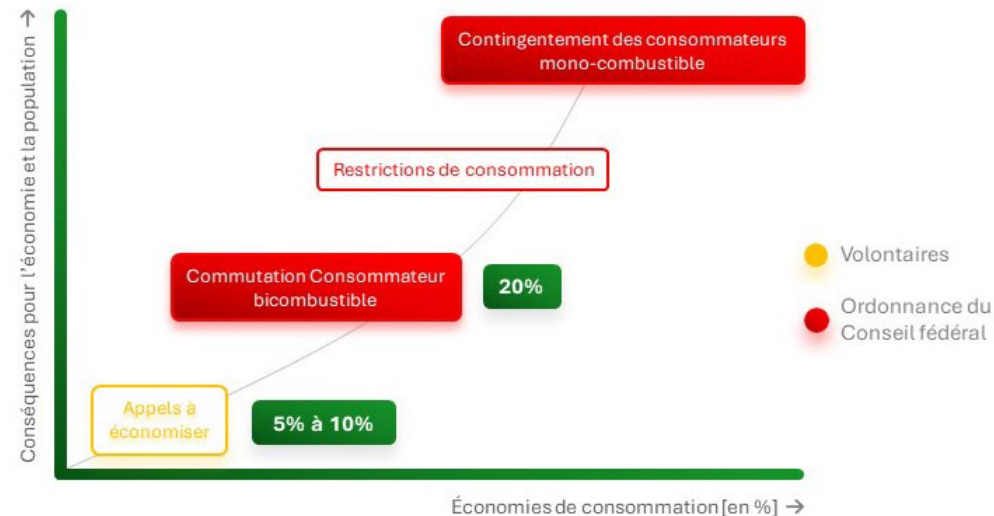 Conséquences pour l'économie et la population →
Contingentement des consommateurs
mono-combustible
Restrictions de consommation
Commutation Consommateur
bicombustible
20%
Appels à
économiser
5% à 10%
Volontaires
Ordonnance du
Conseil fédéral
Économies de consommation [en %] →